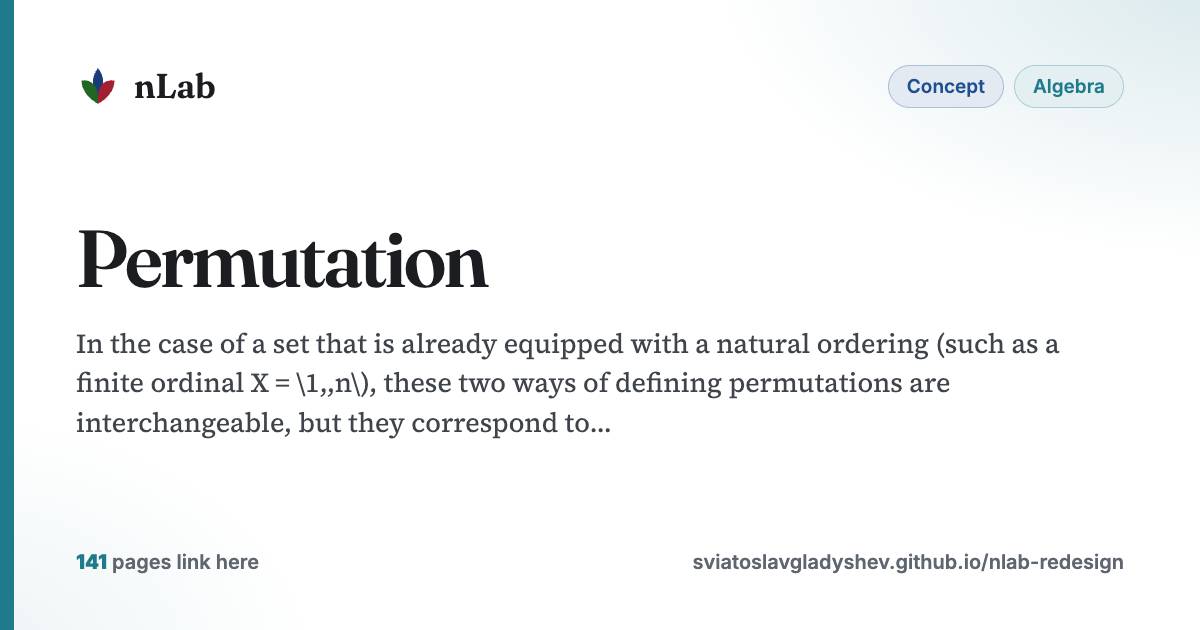 nLab
Concept
Algebra
Permutation
In the case of a set that is already equipped with a natural ordering (such as a
finite ordinal X = \1,,n\), these two ways of defining permutations are
interchangeable, but they correspond to...
141 pages link here
sviatoslavgladyshev.github.io/nlab-redesign